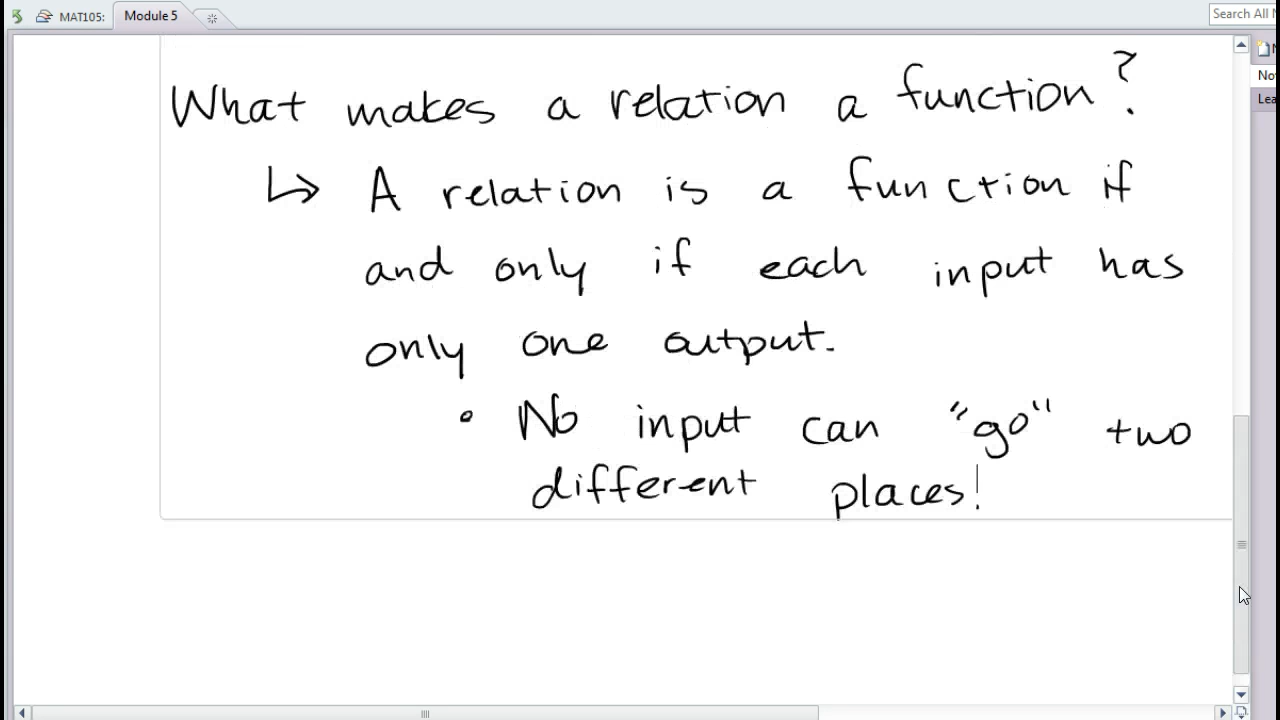 MAT105: Module 5
Search All N
What makes a relation a function?
↳ A relation is a function if
and only if each input has
only one output.
• No input can "go" two
different places!
No
Lea